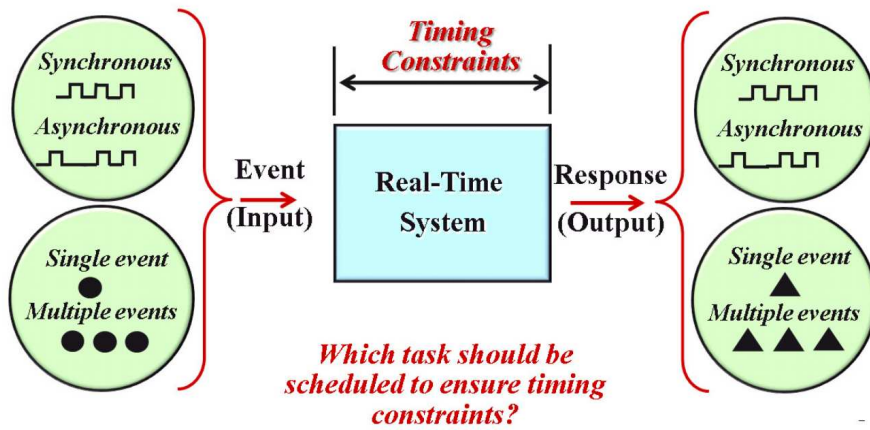 Synchronous
Asynchronous
Single event
Multiple events
Event
(Input)
Timing
Constraints
Real-Time
System
Response
(Output)
Synchronous
Asynchronous
Single event
Multiple events
Which task should be
scheduled to ensure timing
constraints?